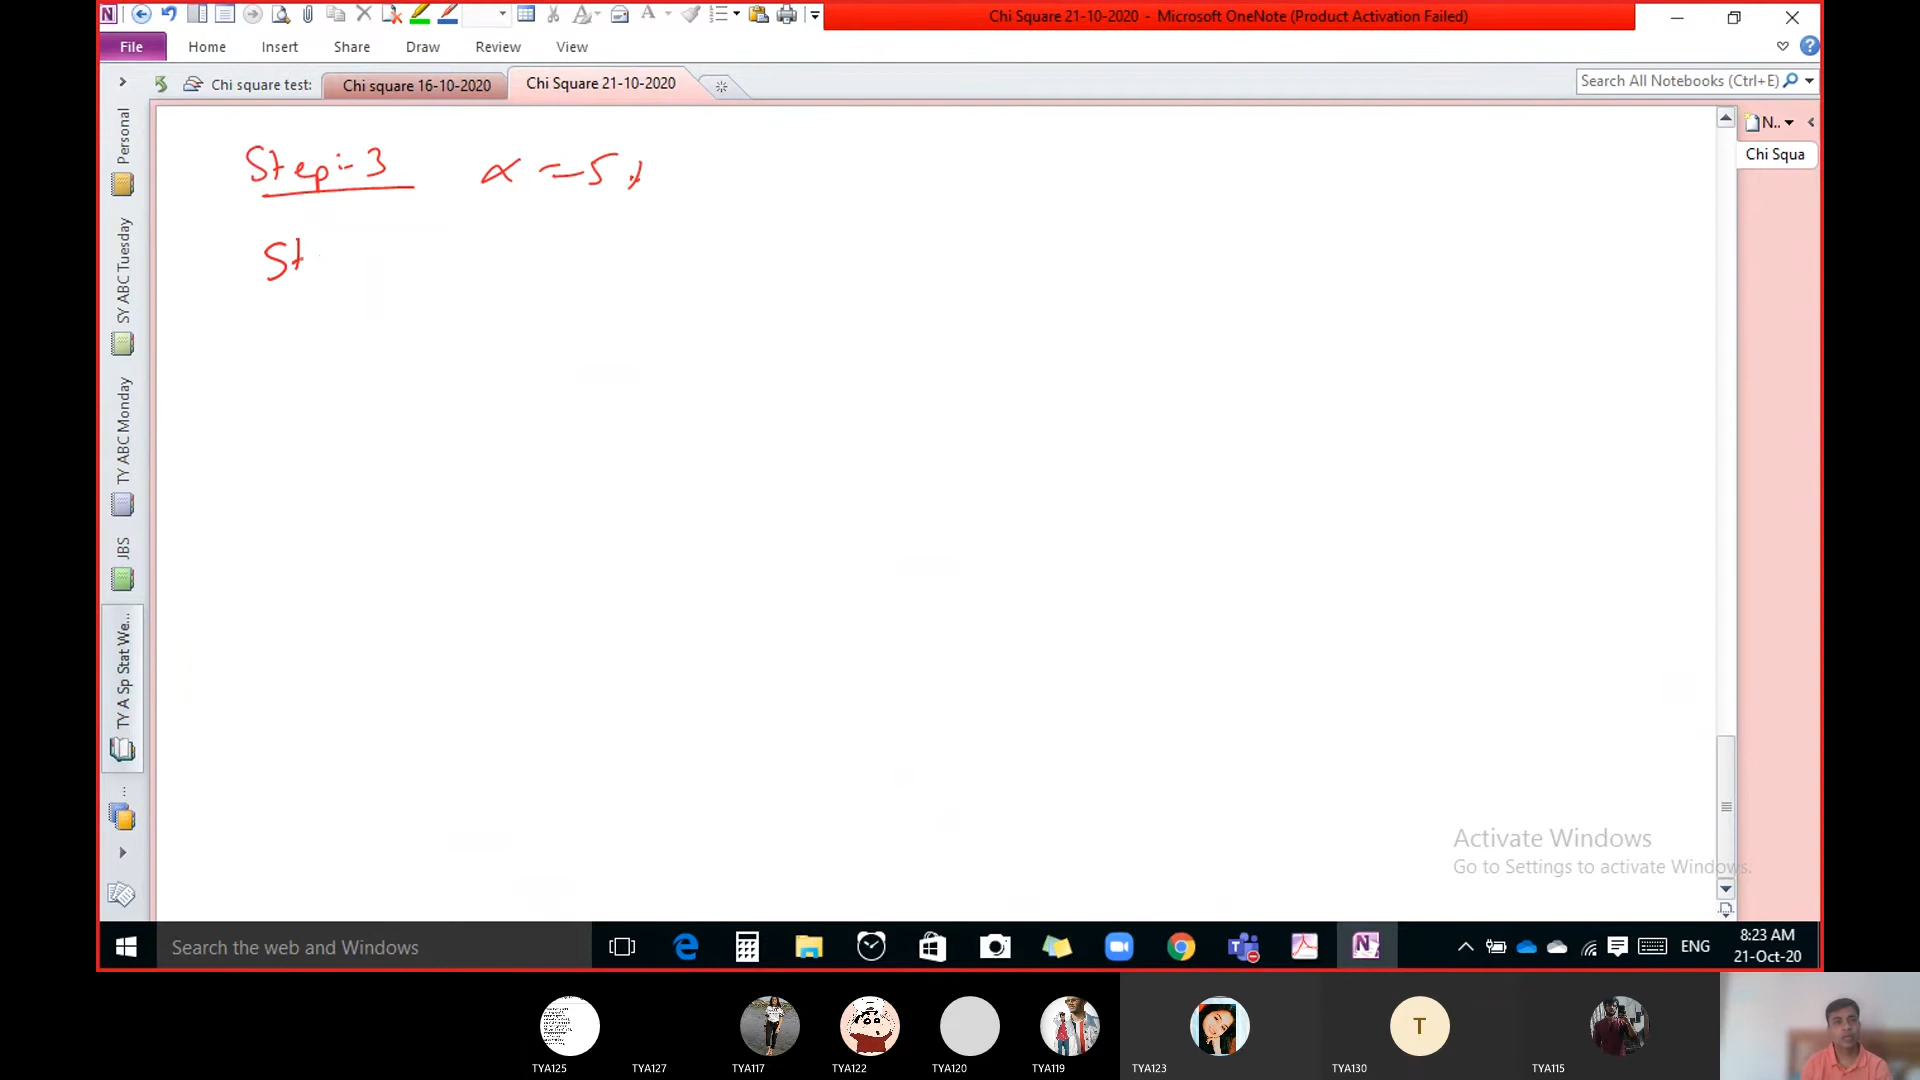 Chi Square 21-10-2020 - Microsoft OneNote (Product Activation Failed)
File Home Insert Share Draw Review View
Chi square test: Chi square 16-10-2020 Chi Square 21-10-2020
Search All Notebooks (Ctrl+E)
N..
Chi Squa
Personal
SY ABC Tuesday
TY ABC Monday
JBS
TY A Sp Stat We...
Step:- 3 α = 5 %
St
Activate Windows
Go to Settings to activate Windows.
Search the web and Windows
ENG
8:23 AM
21-Oct-20
T
TYA125 TYA127 TYA117 TYA122 TYA120 TYA119 TYA123 TYA130 TYA115